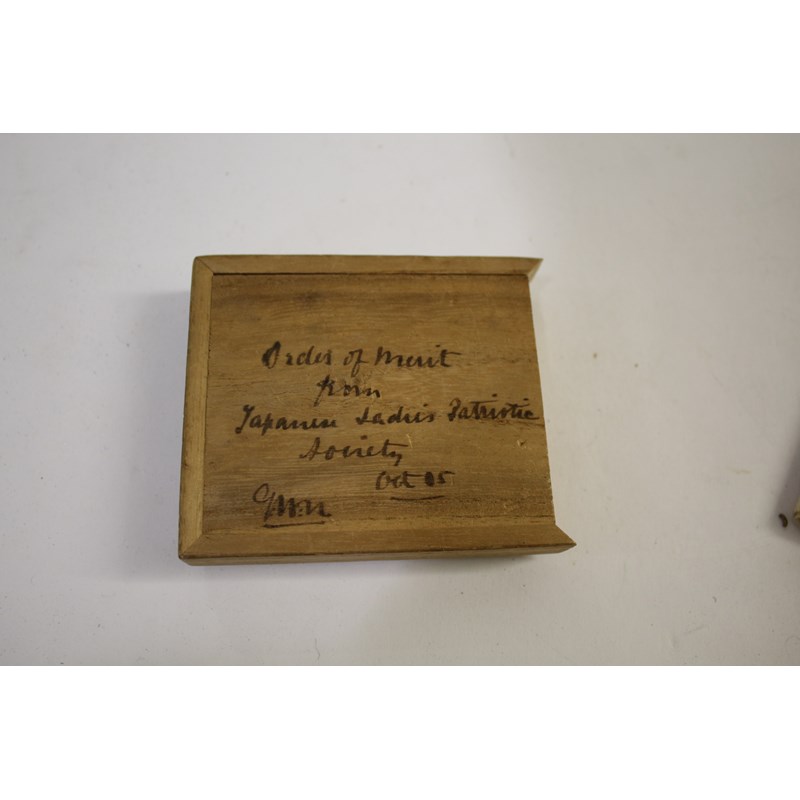 Order of Merit
from
Japanese Ladies Patriotic
Society
Oct 05